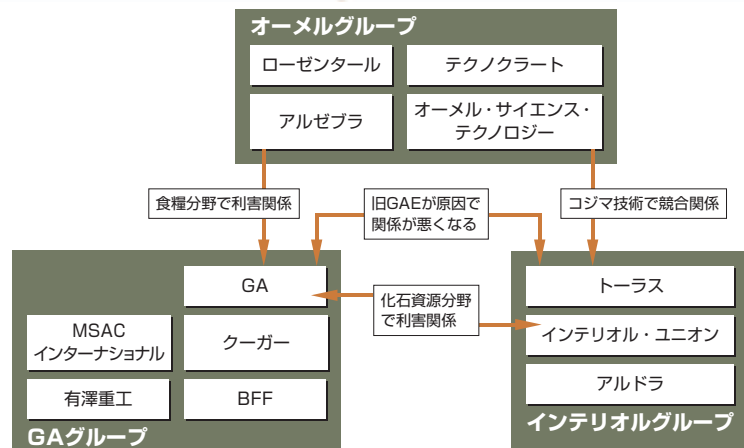 オーメルグループ
ローゼンタール
テクノクラート
アルゼブラ
オーメル・サイエンス・
テクノロジー
食糧分野で利害関係
旧GAEが原因で
関係が悪くなる
コジマ技術で競合関係
GA
化石資源分野
で利害関係
トーラス
MSAC
インターナショナル
クーガー
インテリオル・ユニオン
有澤重工
BFF
アルドラ
GAグループ
インテリオルグループ